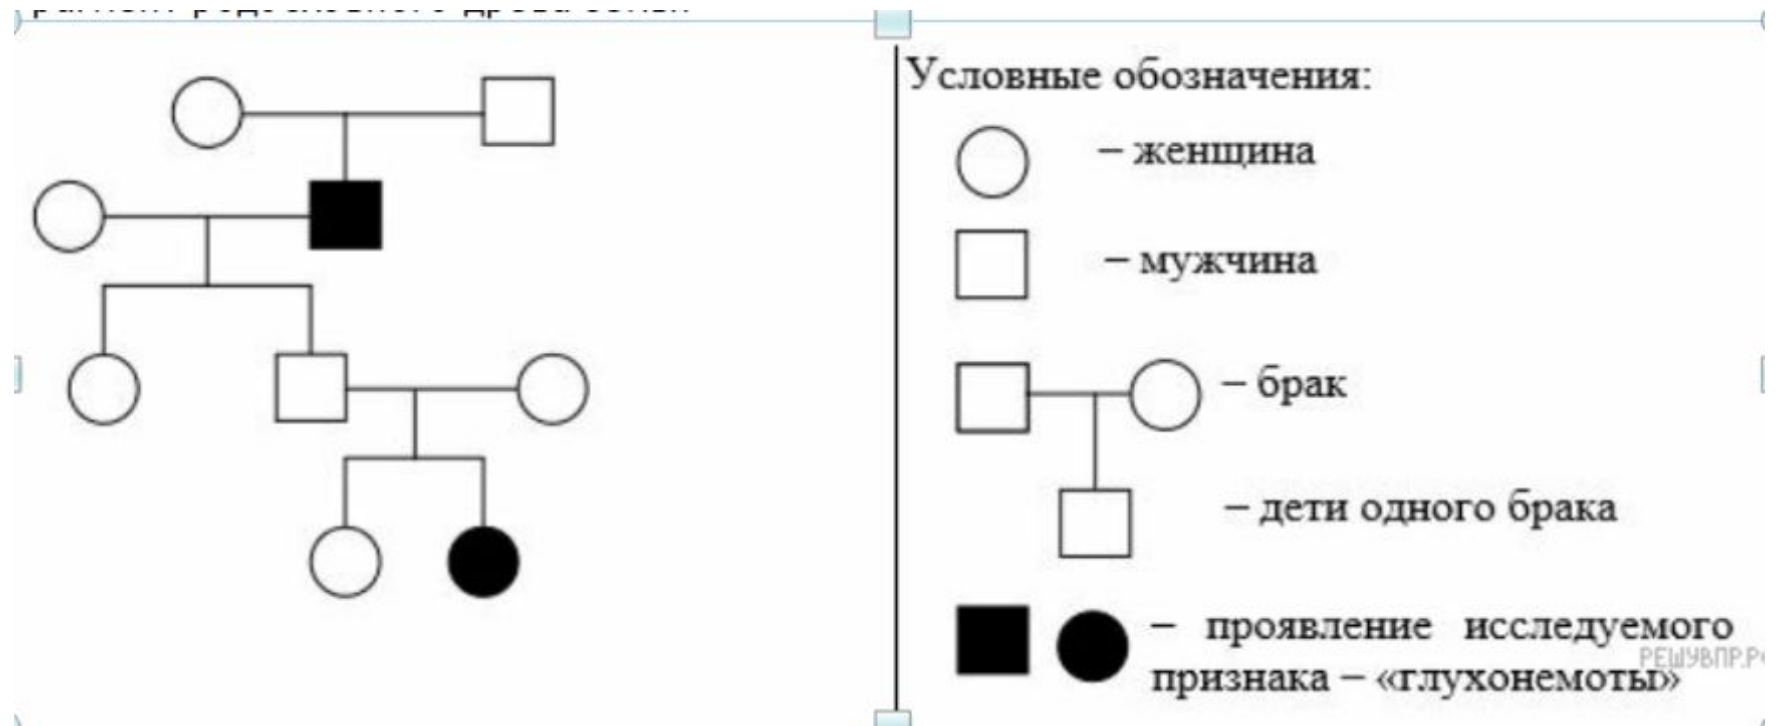 Условные обозначения:
– женщина
– мужчина
– брак
– дети одного брака
– проявление исследуемого
признака – «глухонемоты»